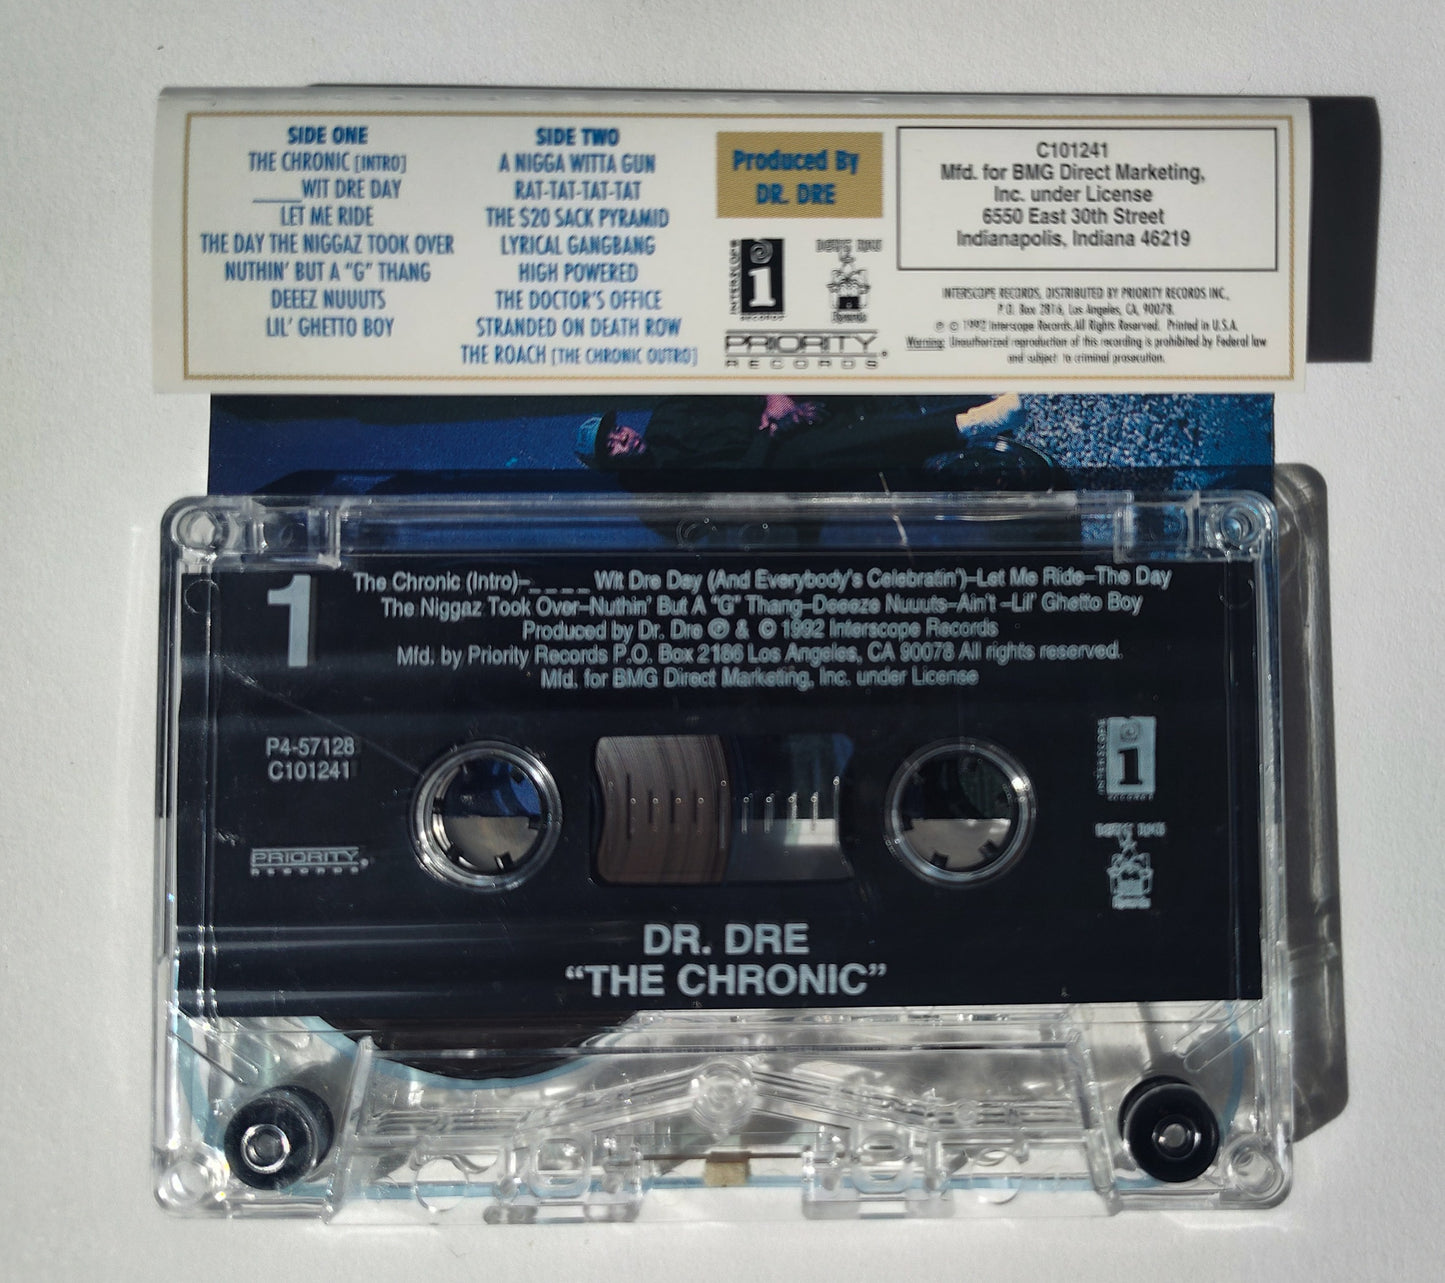 SIDE ONE
THE CHRONIC [INTRO]
____WIT DRE DAY
LET ME RIDE
THE DAY THE NIGGAZ TOOK OVER
NUTHIN' BUT A "G" THANG
DEEEZ NUUUTS
LIL' GHETTO BOY
SIDE TWO
A NIGGA WITTA GUN
RAT-TAT-TAT-TAT
THE $20 SACK PYRAMID
LYRICAL GANGBANG
HIGH POWERED
THE DOCTOR'S OFFICE
STRANDED ON DEATH ROW
THE ROACH [THE CHRONIC OUTRO]
Produced By
DR. DRE
INTERSCOPE
RECORDS
PRIORITY
RECORDS
C101241
Mfd. for BMG Direct Marketing,
Inc. under License
6550 East 30th Street
Indianapolis, Indiana 46219
INTERSCOPE RECORDS, DISTRIBUTED BY PRIORITY RECORDS INC.,
P.O. Box 2816, Los Angeles, CA, 90078.
℗ © 1992 Interscope Records. All Rights Reserved. Printed in U.S.A.
Warning: Unauthorized reproduction of this recording is prohibited by Federal law
and subject to criminal prosecution.
1
The Chronic (Intro)–_ _ _ _ Wit Dre Day (And Everybody's Celebratin')–Let Me Ride–The Day
The Niggaz Took Over–Nuthin' But A "G" Thang–Deeeze Nuuuts–Ain't –Lil' Ghetto Boy
Produced by Dr. Dre ℗ & © 1992 Interscope Records
Mfd. by Priority Records P.O. Box 2186 Los Angeles, CA 90078 All rights reserved.
Mfd. for BMG Direct Marketing, Inc. under License
P4-57128
C101241
PRIORITY
RECORDS
INTERSCOPE
RECORDS
DR. DRE
“THE CHRONIC”